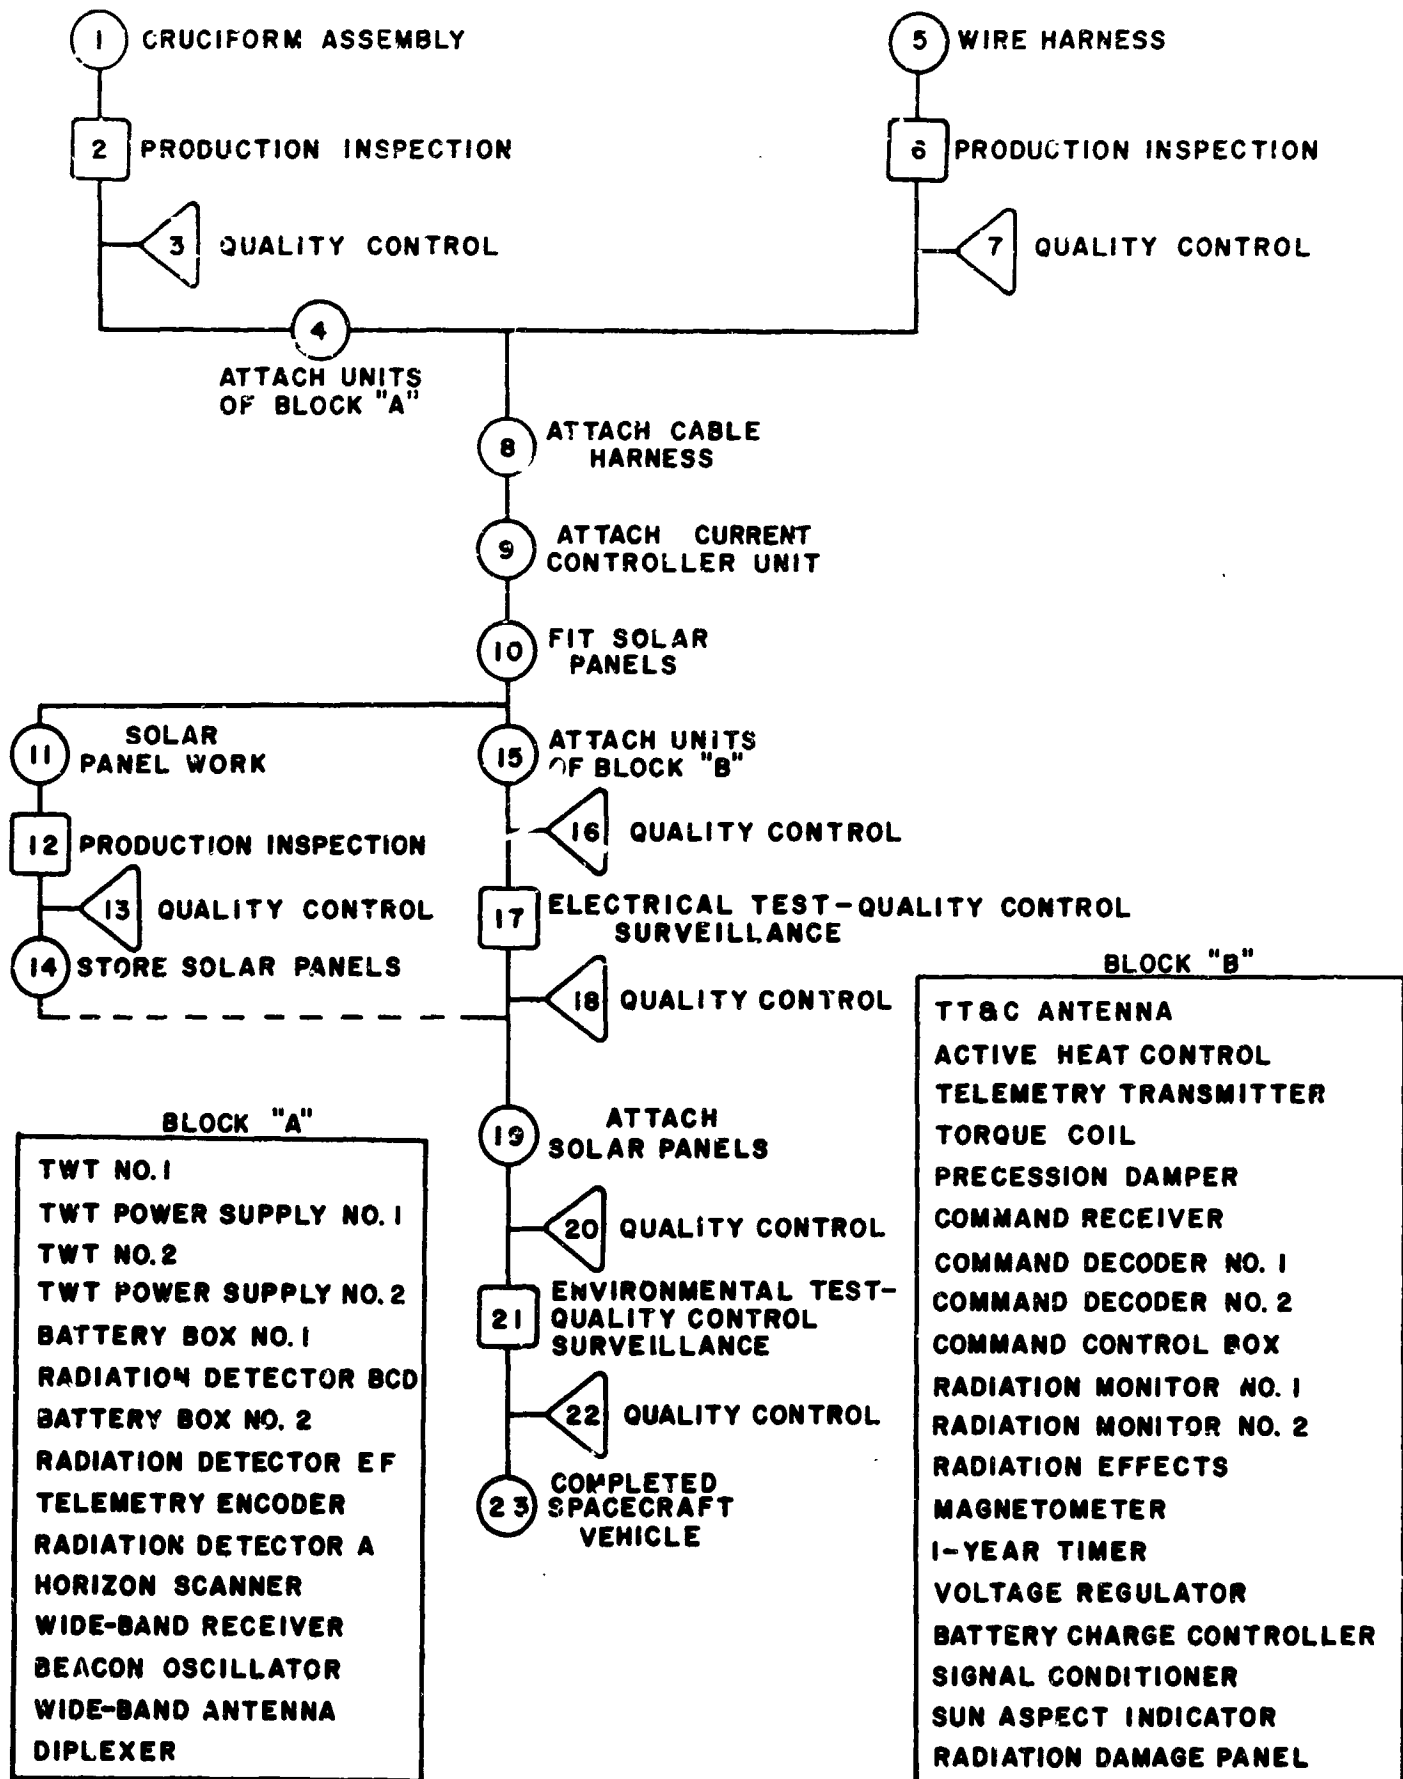 1 CRUCIFORM ASSEMBLY
5 WIRE HARNESS
2 PRODUCTION INSPECTION
6 PRODUCTION INSPECTION
3 QUALITY CONTROL
7 QUALITY CONTROL
4
ATTACH UNITS
OF BLOCK "A"
8 ATTACH CABLE
HARNESS
9 ATTACH CURRENT
CONTROLLER UNIT
10 FIT SOLAR
PANELS
11 SOLAR
PANEL WORK
15 ATTACH UNITS
OF BLOCK "B"
12 PRODUCTION INSPECTION
16 QUALITY CONTROL
13 QUALITY CONTROL
17 ELECTRICAL TEST-QUALITY CONTROL
SURVEILLANCE
14 STORE SOLAR PANELS
18 QUALITY CONTROL
19 ATTACH
SOLAR PANELS
20 QUALITY CONTROL
21 ENVIRONMENTAL TEST-
QUALITY CONTROL
SURVEILLANCE
22 QUALITY CONTROL
23 COMPLETED
SPACECRAFT
VEHICLE
BLOCK "A"
TWT NO. 1
TWT POWER SUPPLY NO. 1
TWT NO. 2
TWT POWER SUPPLY NO. 2
BATTERY BOX NO. 1
RADIATION DETECTOR BCD
BATTERY BOX NO. 2
RADIATION DETECTOR EF
TELEMETRY ENCODER
RADIATION DETECTOR A
HORIZON SCANNER
WIDE-BAND RECEIVER
BEACON OSCILLATOR
WIDE-BAND ANTENNA
DIPLEXER
BLOCK "B"
TT&C ANTENNA
ACTIVE HEAT CONTROL
TELEMETRY TRANSMITTER
TORQUE COIL
PRECESSION DAMPER
COMMAND RECEIVER
COMMAND DECODER NO. 1
COMMAND DECODER NO. 2
COMMAND CONTROL BOX
RADIATION MONITOR NO. 1
RADIATION MONITOR NO. 2
RADIATION EFFECTS
MAGNETOMETER
1-YEAR TIMER
VOLTAGE REGULATOR
BATTERY CHARGE CONTROLLER
SIGNAL CONDITIONER
SUN ASPECT INDICATOR
RADIATION DAMAGE PANEL